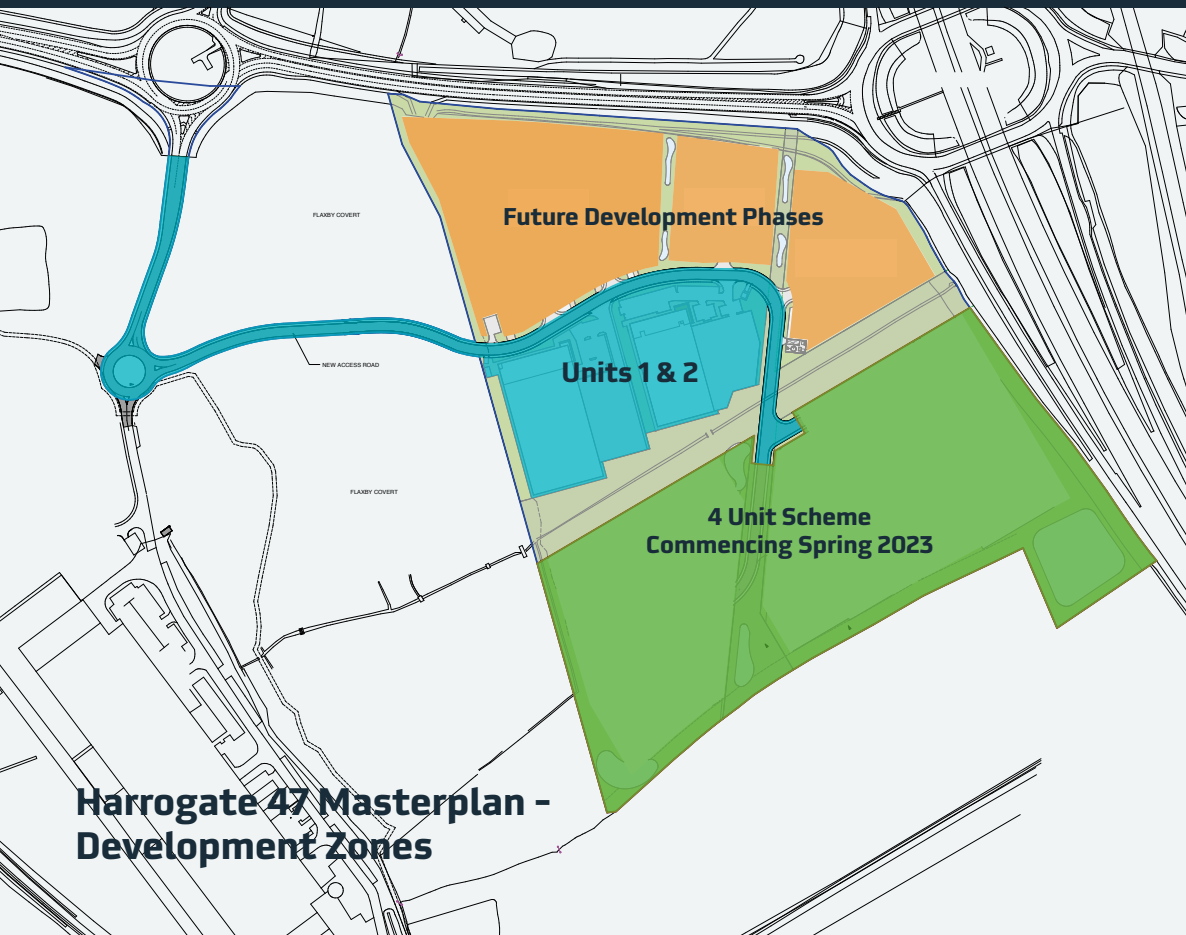 FLAXBY COVERT
Future Development Phases
NEW ACCESS ROAD
Units 1 & 2
FLAXBY COVERT
4 Unit Scheme
Commencing Spring 2023
Harrogate 47 Masterplan -
Development Zones